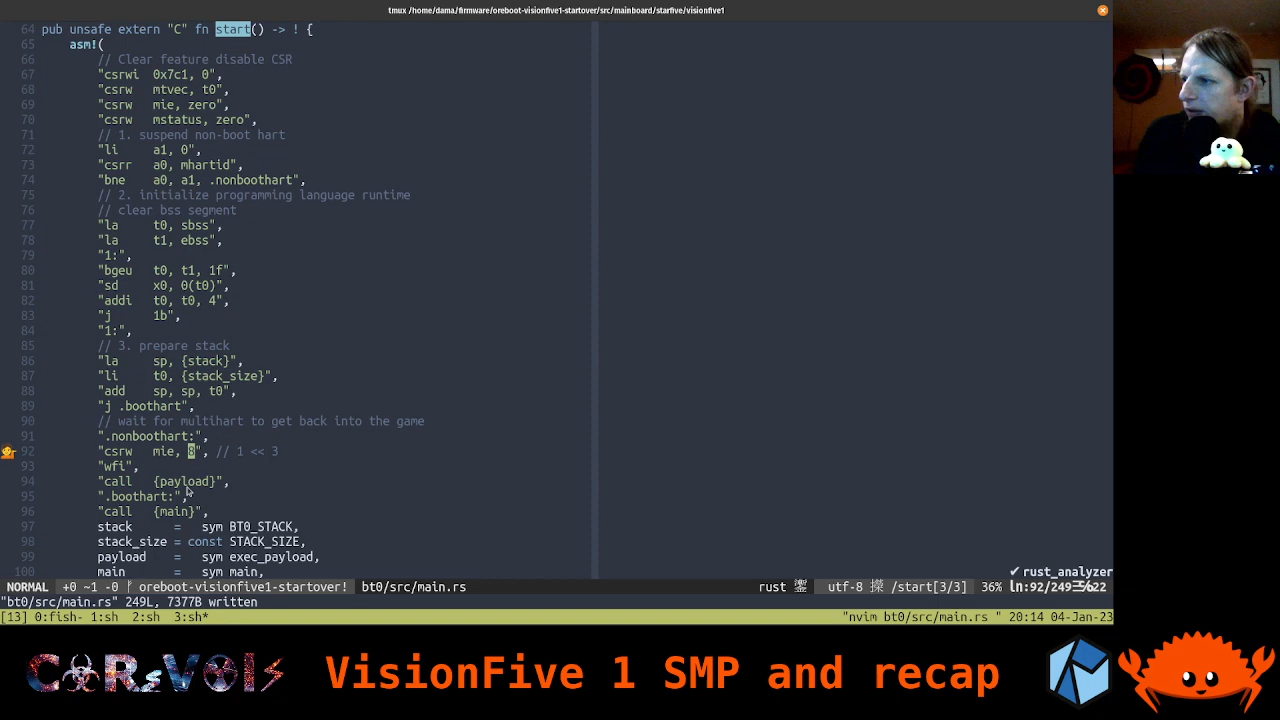 tmux /home/dama/firmware/oreboot-visionfive1-startover/src/mainboard/starfive/visionfive1
64 pub unsafe extern "C" fn start() -> ! {
65 asm!(
66 // Clear feature disable CSR
67 "csrwi 0x7c1, 0",
68 "csrw mtvec, t0",
69 "csrw mie, zero",
70 "csrw mstatus, zero",
71 // 1. suspend non-boot hart
72 "li a1, 0",
73 "csrr a0, mhartid",
74 "bne a0, a1, .nonboothart",
75 // 2. initialize programming language runtime
76 // clear bss segment
77 "la t0, sbss",
78 "la t1, ebss",
79 "1:",
80 "bgeu t0, t1, 1f",
81 "sd x0, 0(t0)",
82 "addi t0, t0, 4",
83 "j 1b",
84 "1:",
85 // 3. prepare stack
86 "la sp, {stack}",
87 "li t0, {stack_size}",
88 "add sp, sp, t0",
89 "j .boothart",
90 // wait for multihart to get back into the game
91 ".nonboothart:",
92 "csrw mie, 8", // 1 << 3
93 "wfi",
94 "call {payload}",
95 ".boothart:",
96 "call {main}",
97 stack = sym BT0_STACK,
98 stack_size = const STACK_SIZE,
99 payload = sym exec_payload,
100 main = sym main,
✓ rust_analyzer
NORMAL +0 ~1 -0 oreboot-visionfive1-startover! bt0/src/main.rs rust utf-8 /start[3/3] 36% ln:92/249
"bt0/src/main.rs" 249L, 7377B written
[13] 0:fish- 1:sh 2:sh 3:sh* "nvim bt0/src/main.rs " 20:14 04-Jan-23
VisionFive 1 SMP and recap